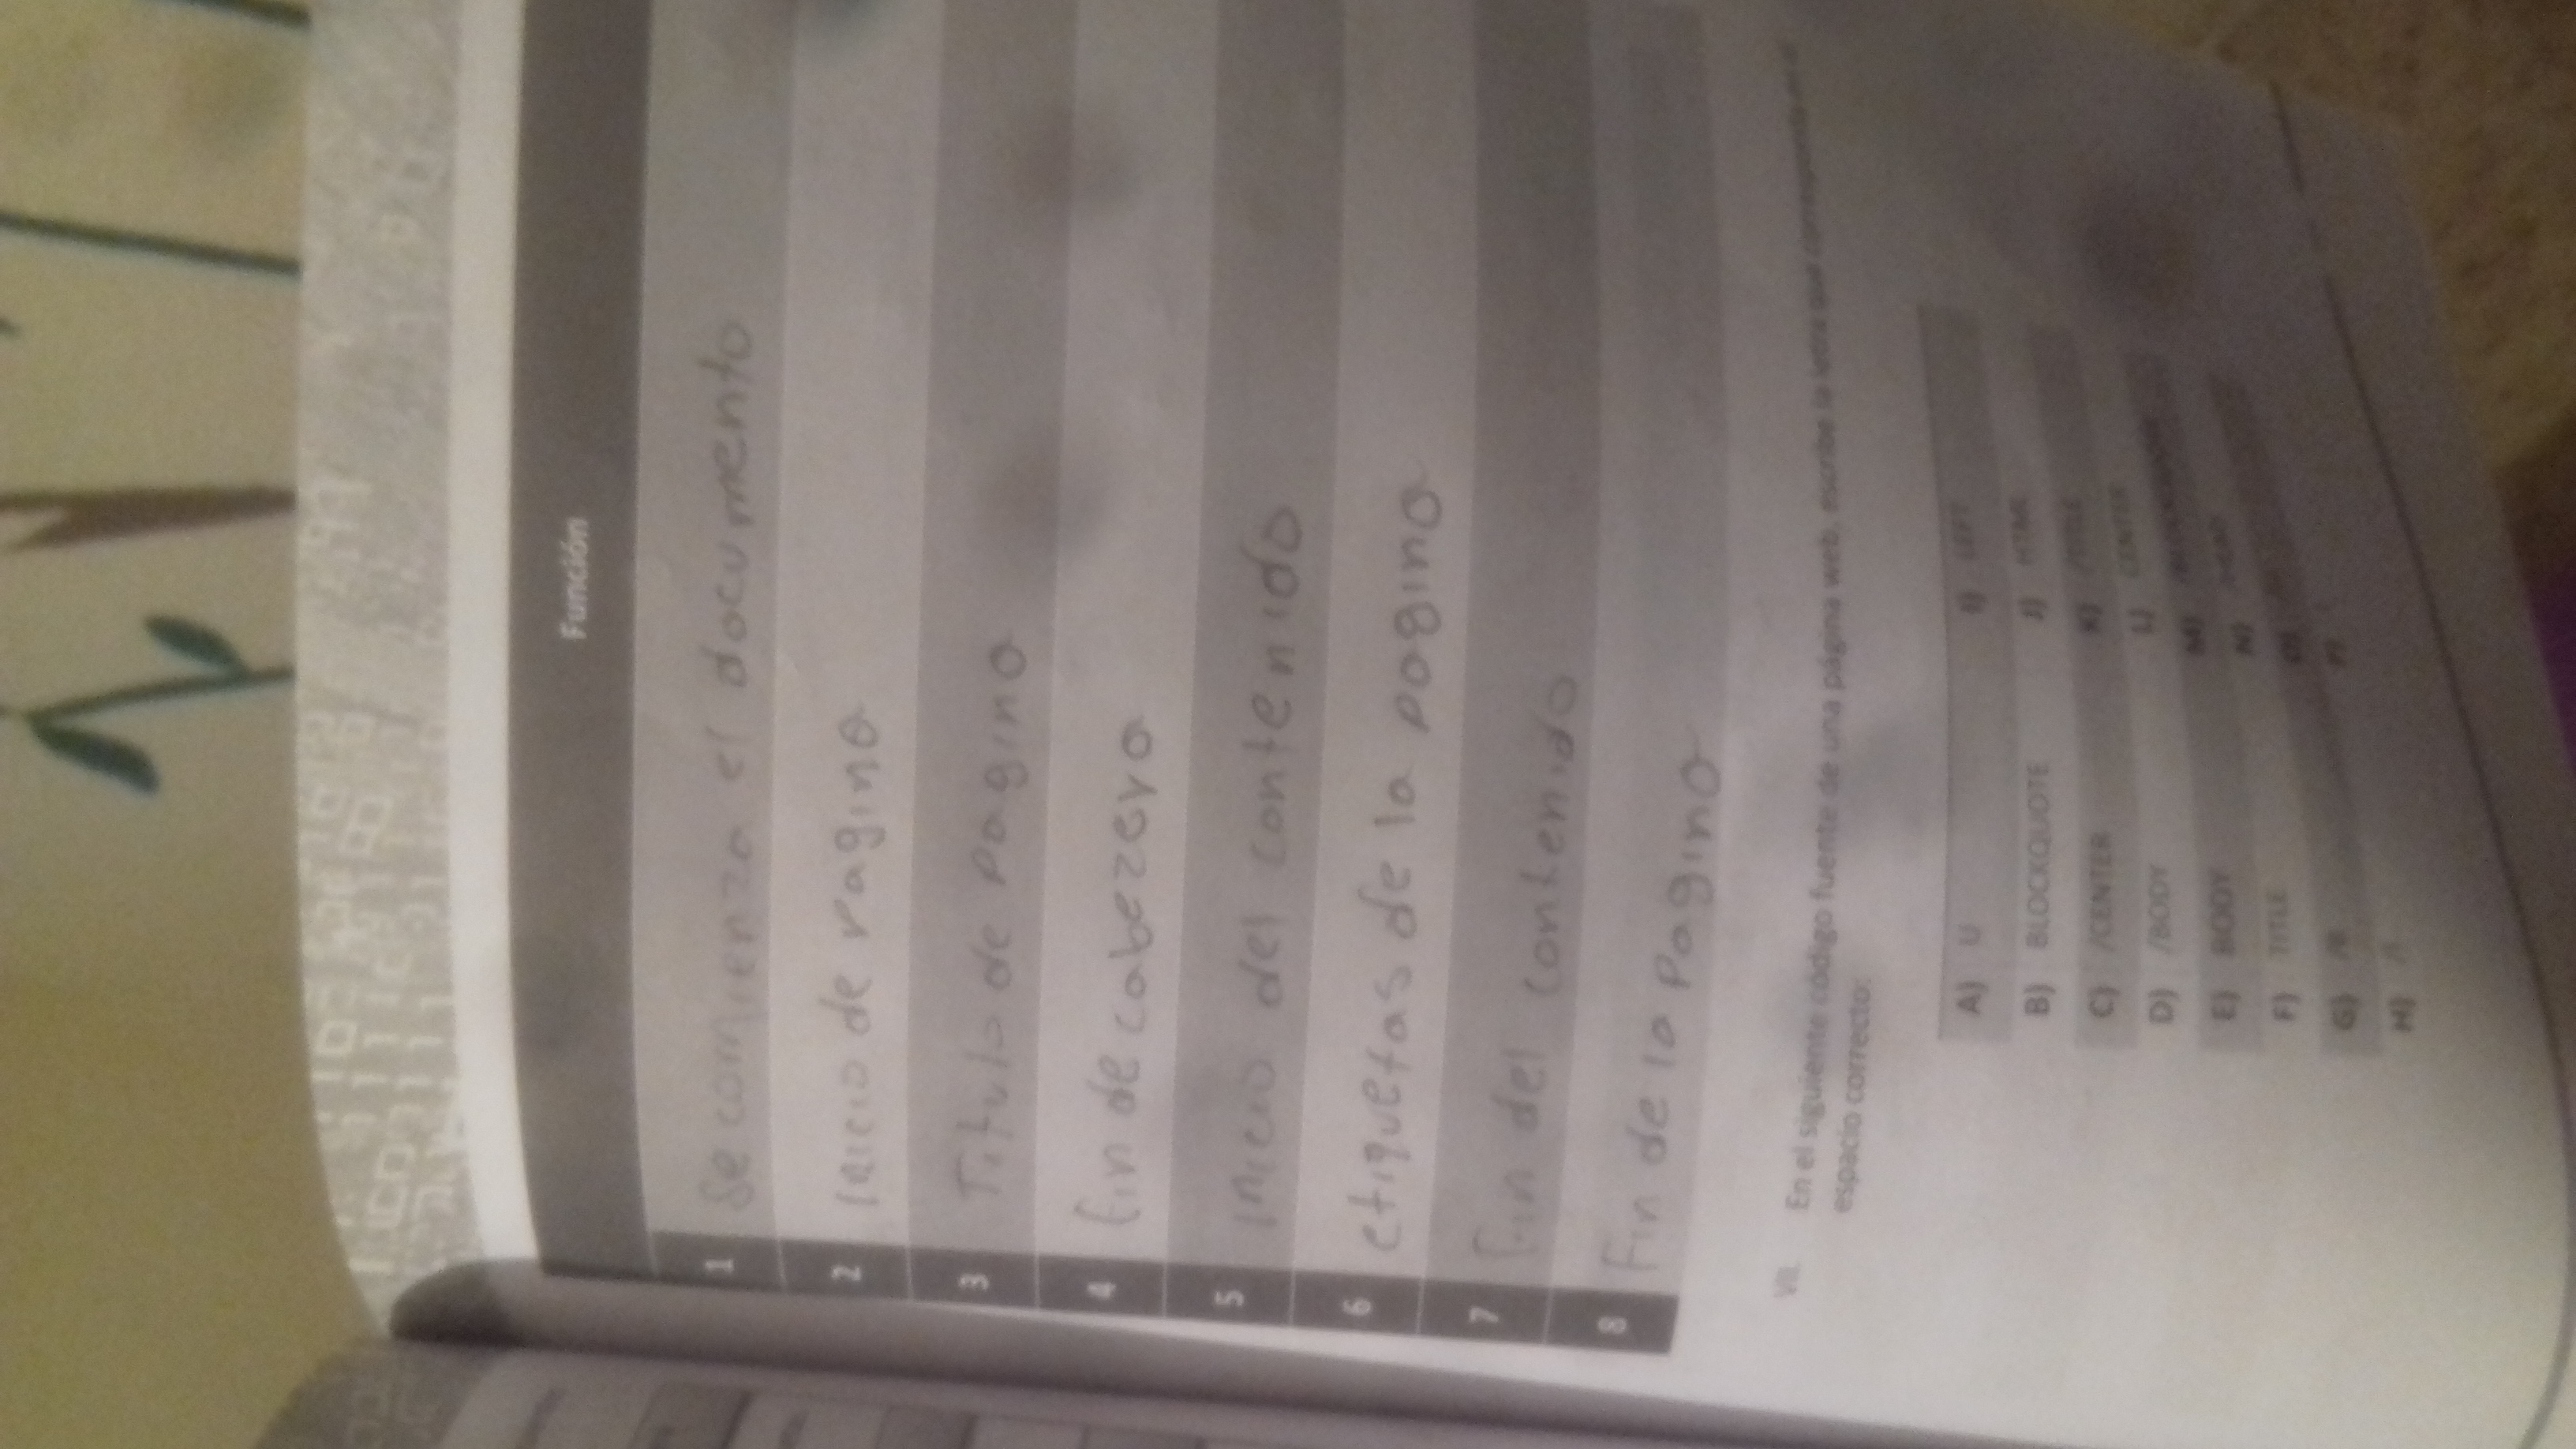 Función
1 Se comienza el documento
2 inicio de pagina
3 Titulo de pagina
4 fin de cabezera
5 inicio del contenido
6 etiquetas de la pagina
7 Fin del contenido
8 Fin de la pagina
VII. En el siguiente código fuente de una página web, escribe la letra que corresponda en el
espacio correcto:
A) U I) LEFT
B) BLOCKQUOTE J) HTML
C) /CENTER K) /TITLE
D) /BODY L) CENTER
E) BODY M) /BLOCKQUOTE
F) TITLE N) /HEAD
G)
H)